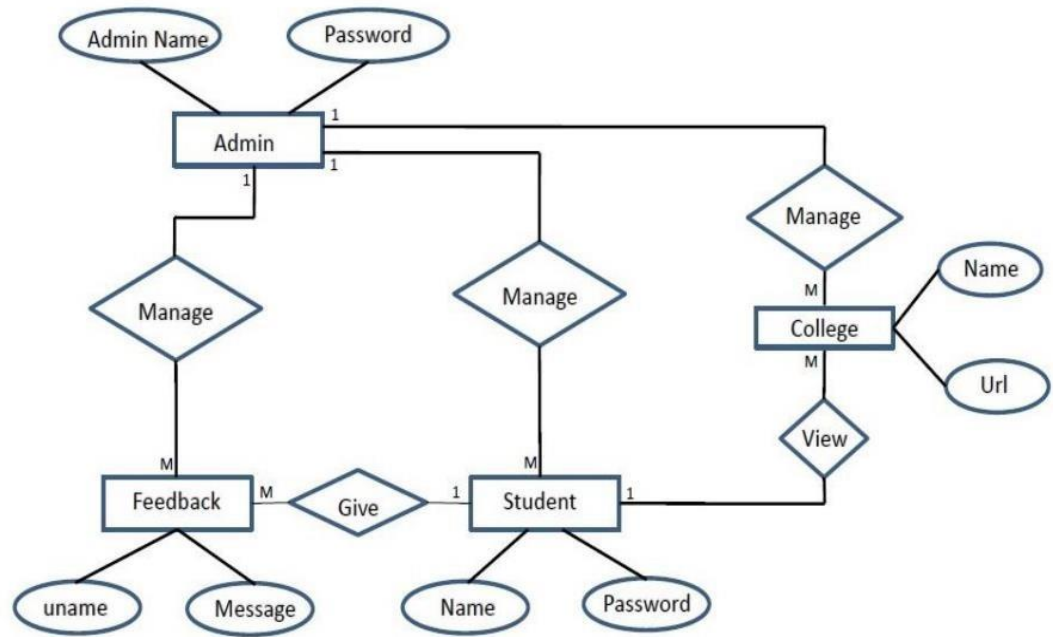 Admin Name
Password
Admin
1
1
1
Manage
Manage
Manage
Name
M
College
M
Url
View
M
M
Feedback
M
Give
1
Student
1
uname
Message
Name
Password